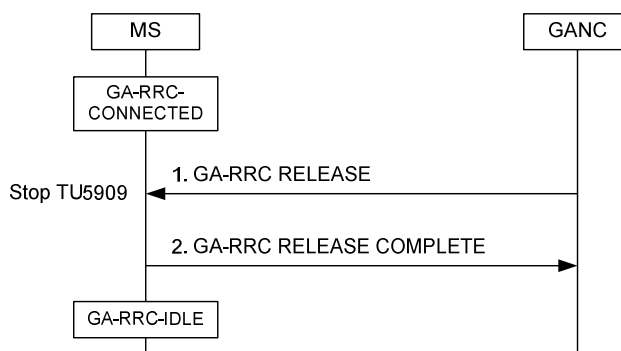 MS
GANC
GA-RRC-
CONNECTED
1. GA-RRC RELEASE
Stop TU5909
2. GA-RRC RELEASE COMPLETE
GA-RRC-IDLE